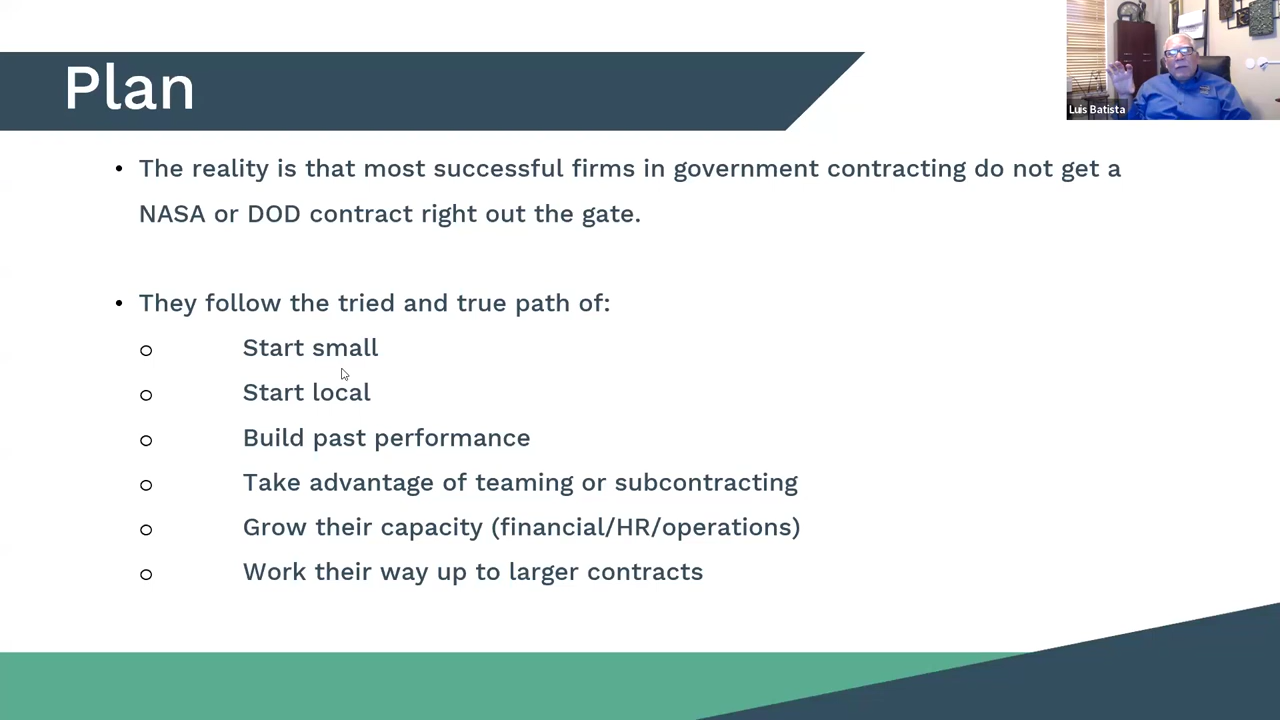 Plan
Luis Batista
• The reality is that most successful firms in government contracting do not get a
NASA or DOD contract right out the gate.
• They follow the tried and true path of:
o Start small
o Start local
o Build past performance
o Take advantage of teaming or subcontracting
o Grow their capacity (financial/HR/operations)
o Work their way up to larger contracts